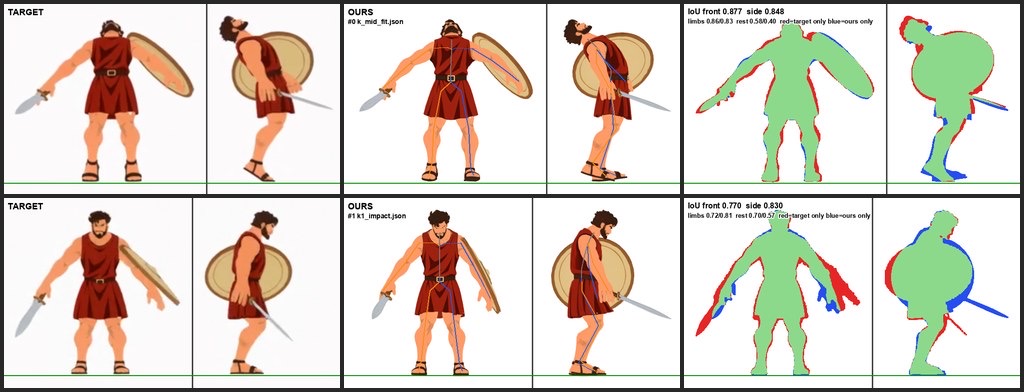 TARGET
OURS
#0 k_mid_fit.json
IoU front 0.877 side 0.848
limbs 0.86/0.83 rest 0.58/0.40 red=target only blue=ours only
TARGET
OURS
#1 k1_impact.json
IoU front 0.770 side 0.830
limbs 0.72/0.81 rest 0.70/0.57 red=target only blue=ours only